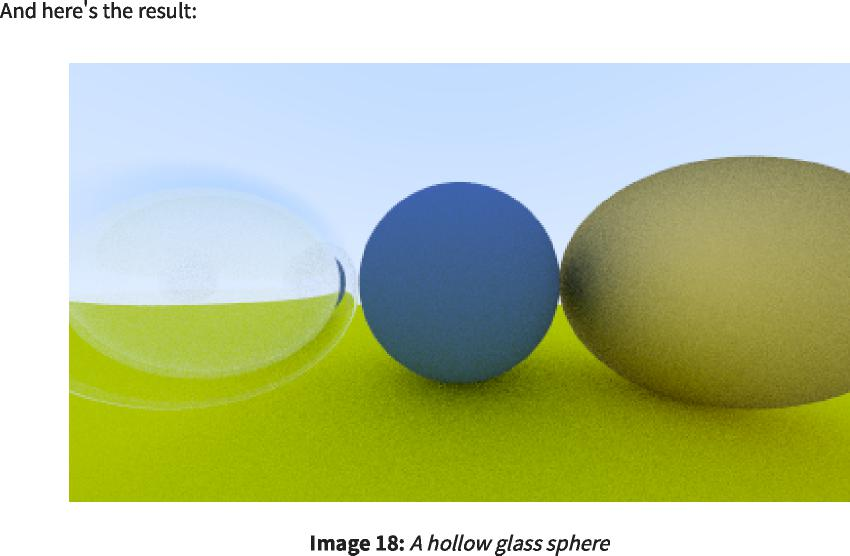 And here's the result:
Image 18: A hollow glass sphere